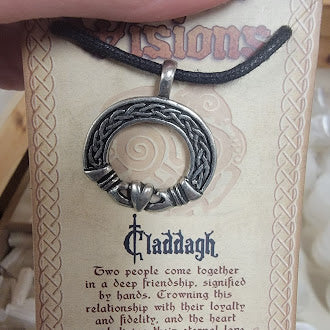 Visions
Claddagh
Two people come together
in a deep friendship, signified
by hands. Crowning this
relationship with their loyalty
and fidelity, and the heart